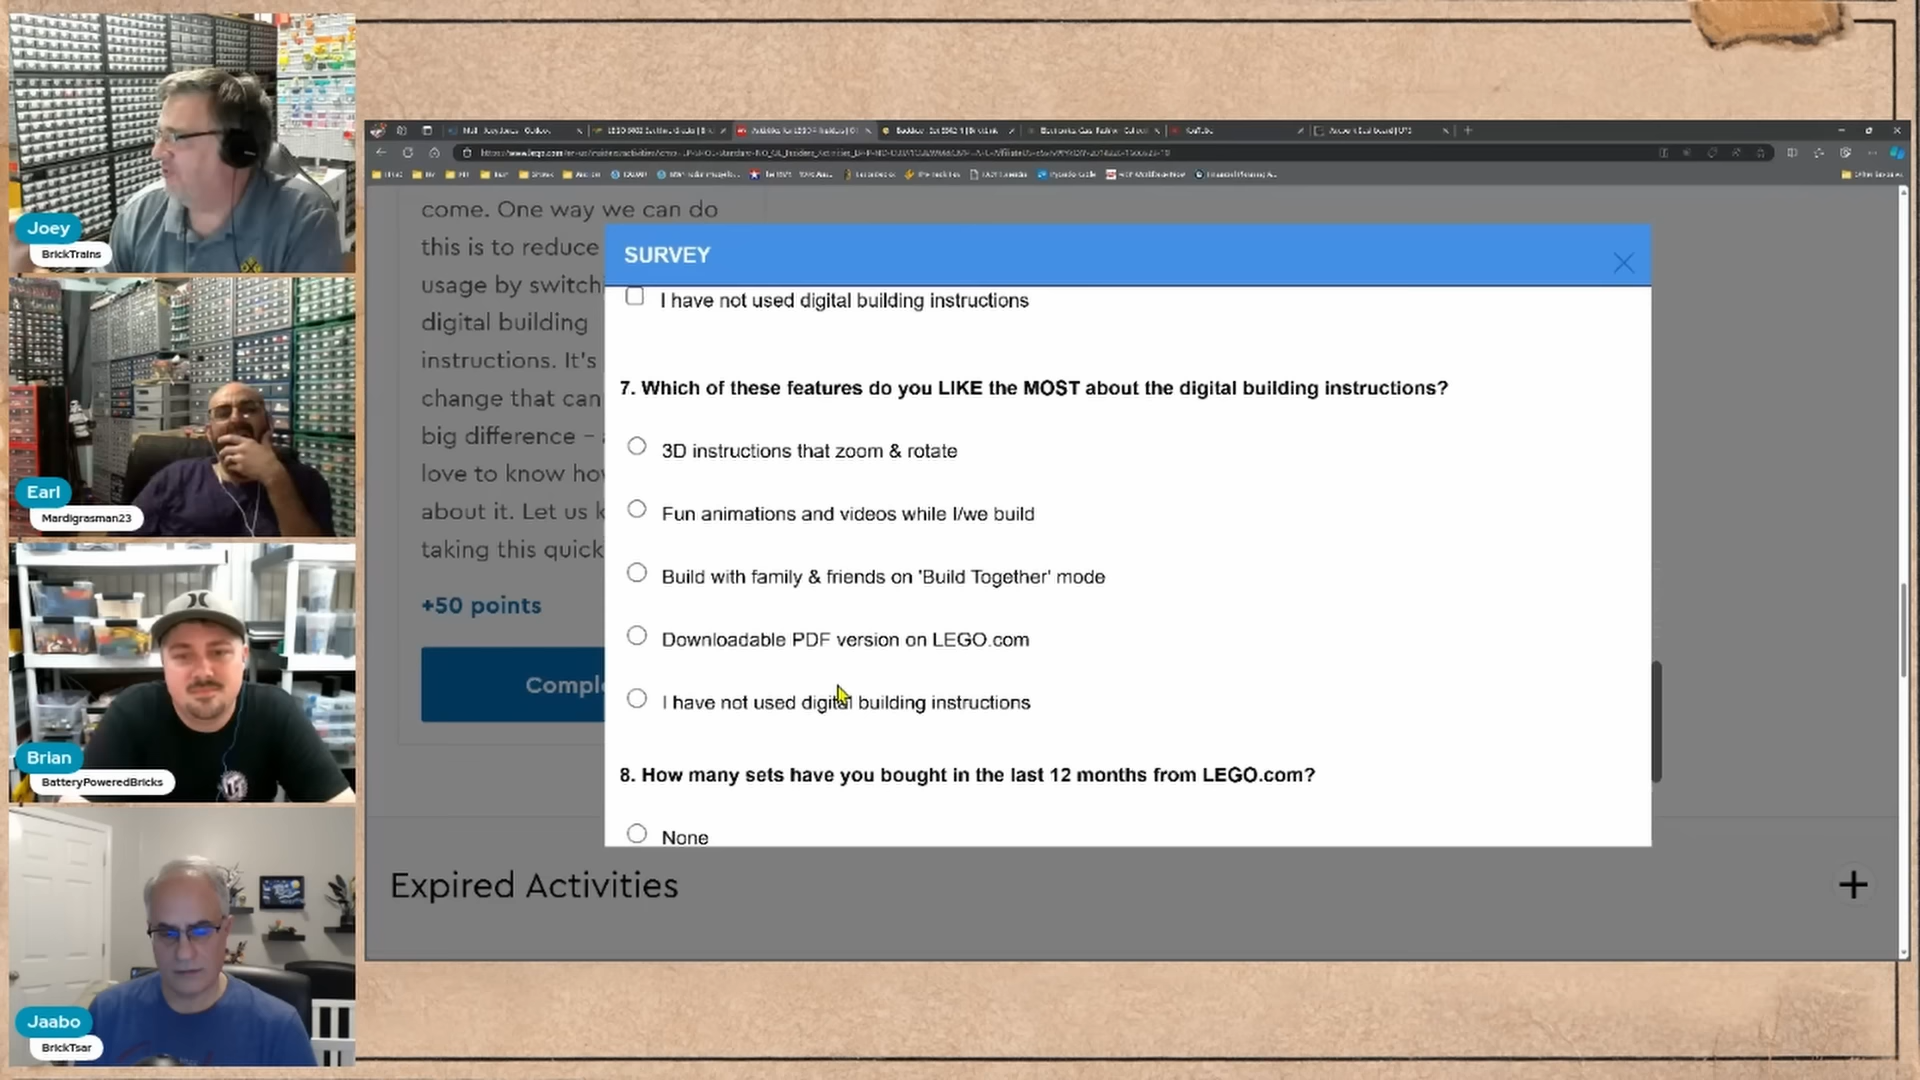 Joey
BrickTrains
Earl
Mardigrasman23
Brian
BatteryPoweredBricks
Jaabo
BrickTsar
YouTube
come. One way we can do
this is to reduce
usage by switch
digital building
instructions. It's
change that can
big difference –
love to know ho
about it. Let us k
taking this quick
+50 points
Comple
SURVEY
I have not used digital building instructions
7. Which of these features do you LIKE the MOST about the digital building instructions?
3D instructions that zoom & rotate
Fun animations and videos while I/we build
Build with family & friends on 'Build Together' mode
Downloadable PDF version on LEGO.com
I have not used digital building instructions
8. How many sets have you bought in the last 12 months from LEGO.com?
None
Expired Activities